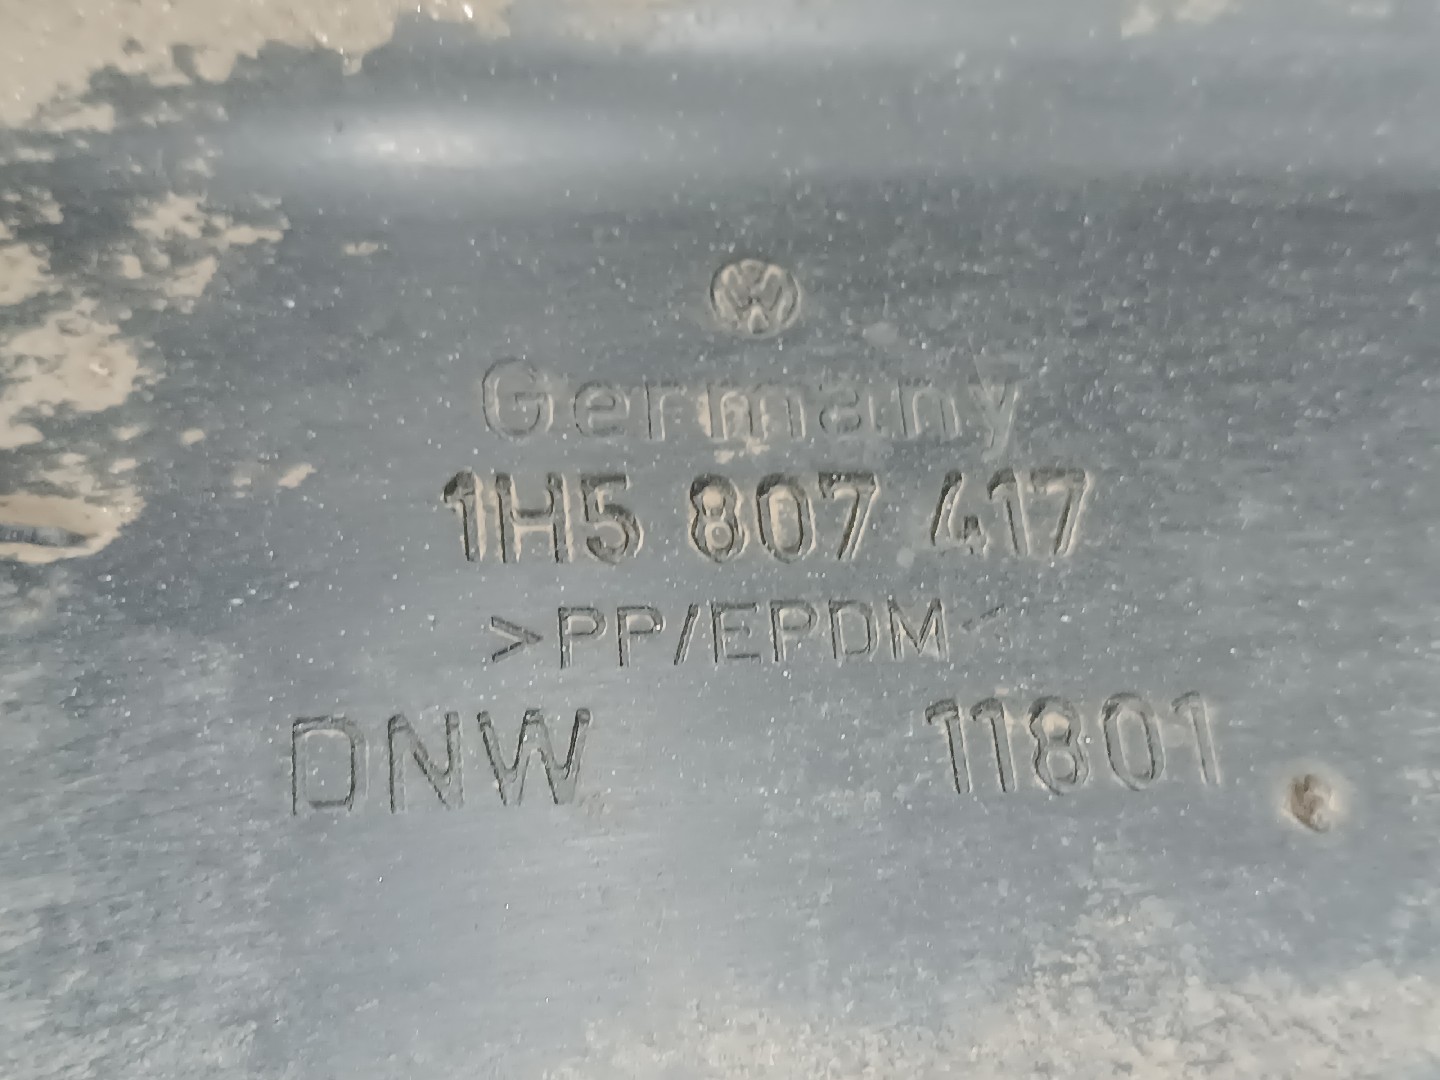 Germany
1H5 807 417
>PP/EPDM<
DNW 11801